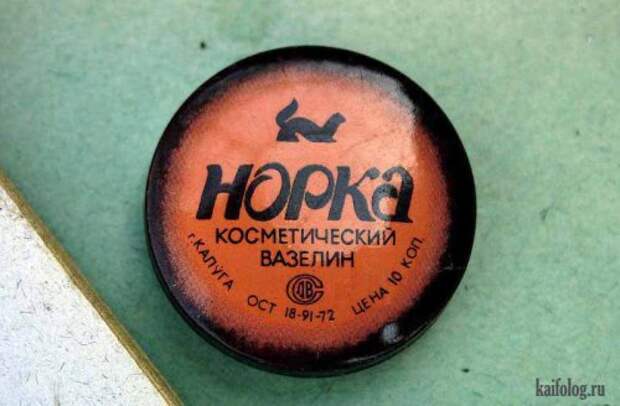 НОРКА
КОСМЕТИЧЕСКИЙ
ВАЗЕЛИН
г. КАЛУГА ОСТ 18-91-72 ЦЕНА 10 КОП.
kaifolog.ru